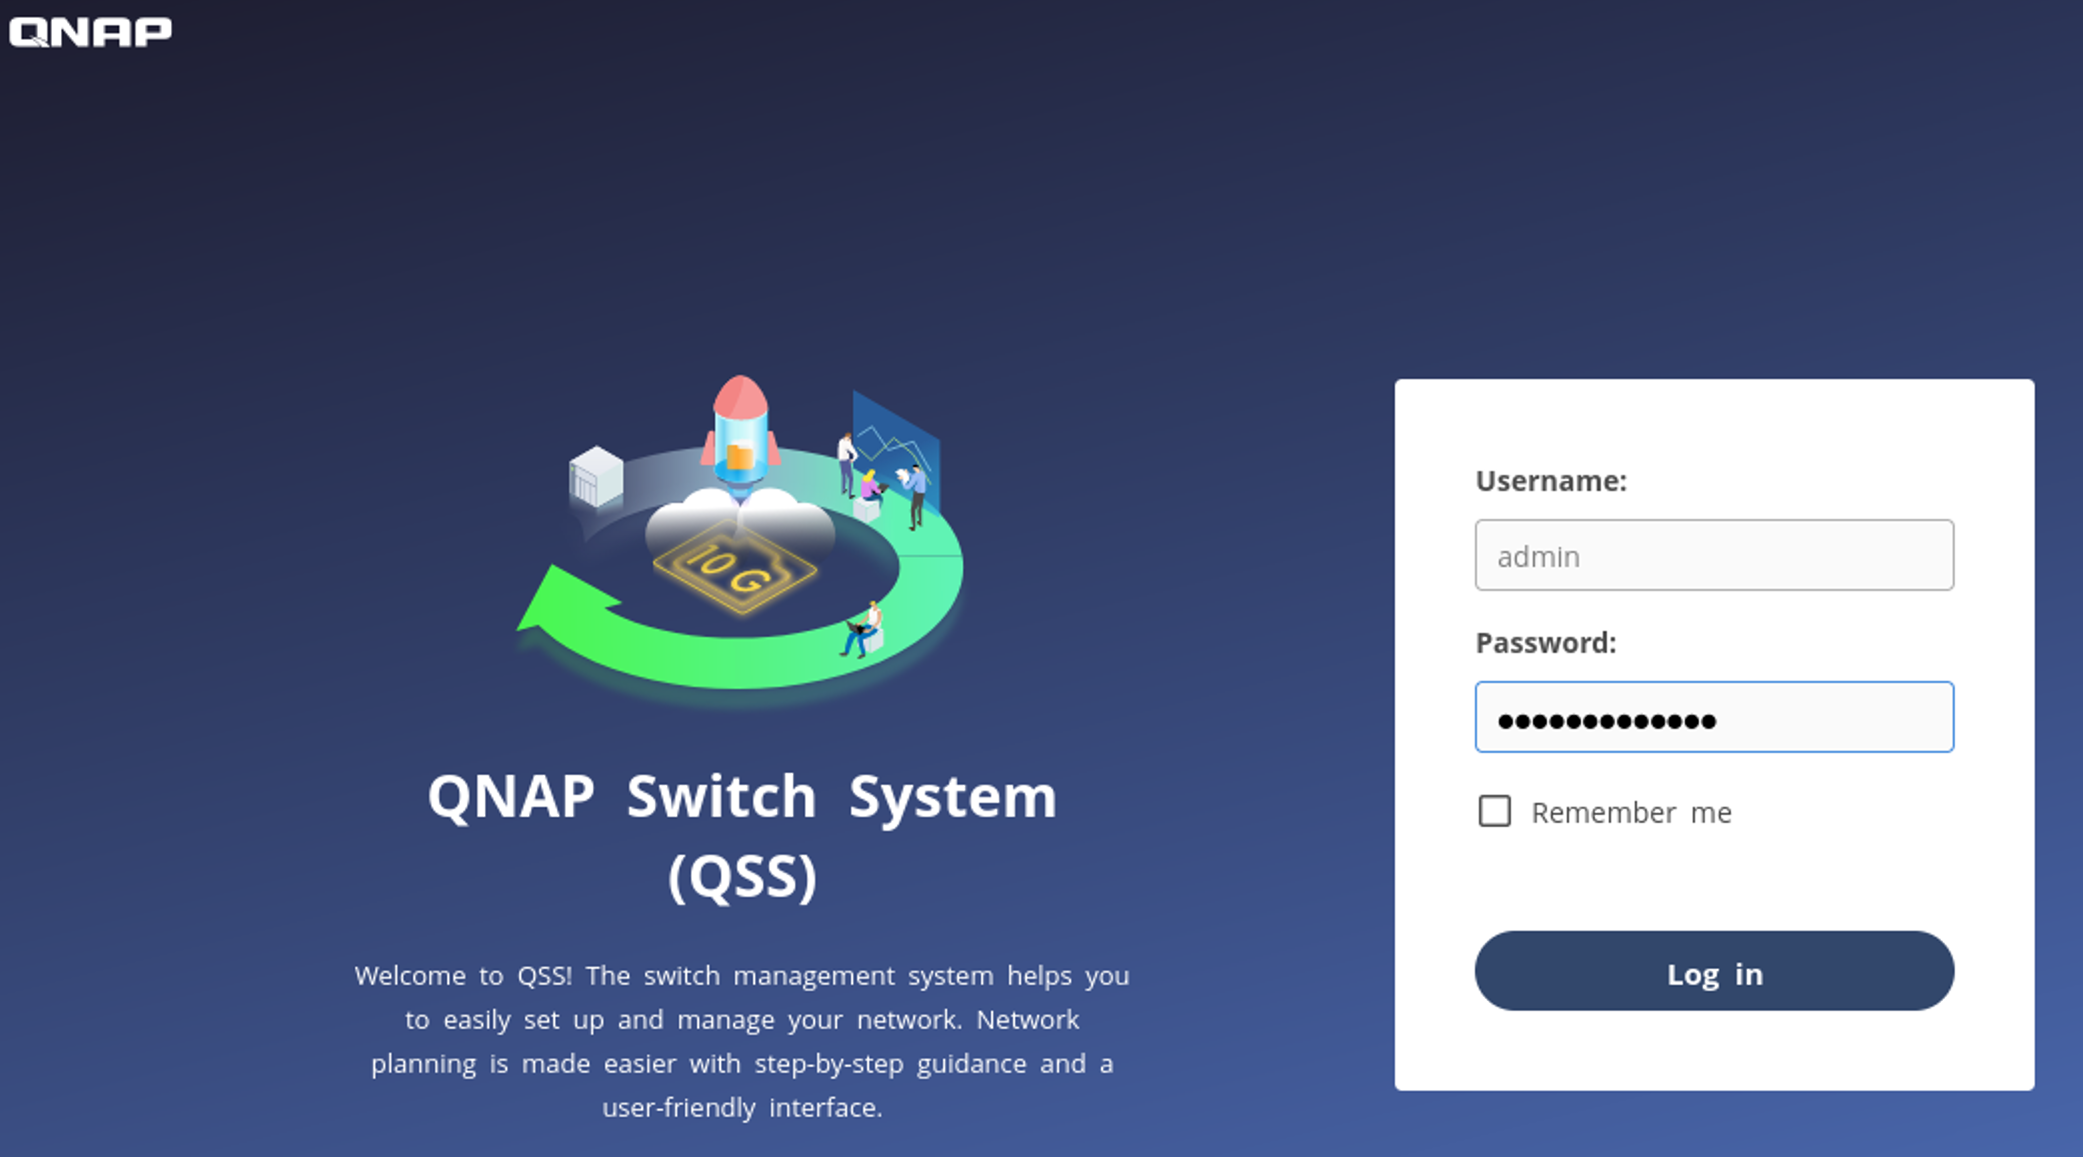 QNAP
10 G
QNAP Switch System
(QSS)
Welcome to QSS! The switch management system helps you
to easily set up and manage your network. Network
planning is made easier with step-by-step guidance and a
user-friendly interface.
Username:
admin
Password:
●●●●●●●●●●●●●
Remember me
Log in